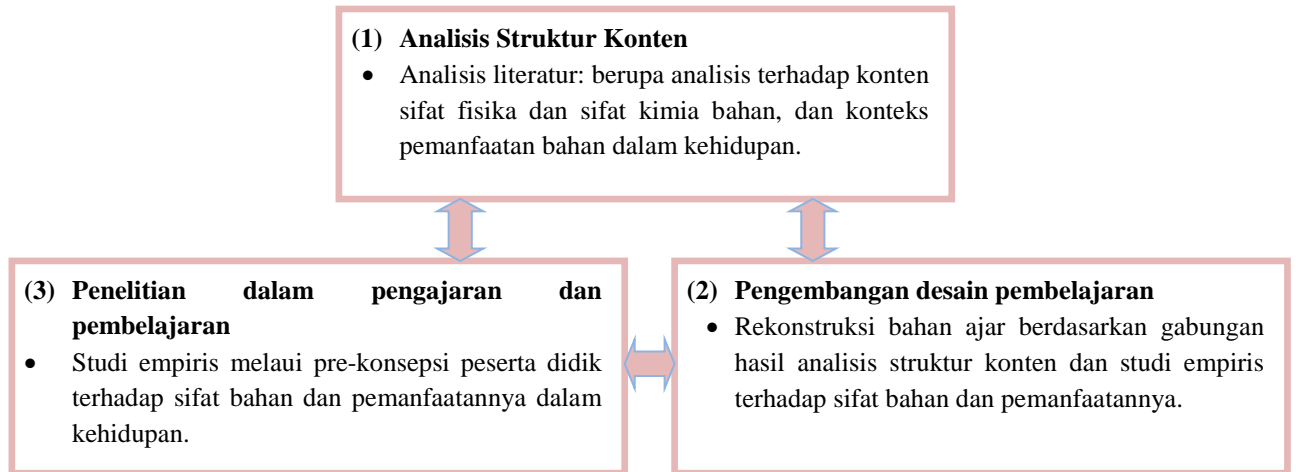 (1) Analisis Struktur Konten
• Analisis literatur: berupa analisis terhadap konten
sifat fisika dan sifat kimia bahan, dan konteks
pemanfaatan bahan dalam kehidupan.
(3) Penelitian dalam pengajaran dan
pembelajaran
• Studi empiris melaui pre-konsepsi peserta didik
terhadap sifat bahan dan pemanfaatannya dalam
kehidupan.
(2) Pengembangan desain pembelajaran
• Rekonstruksi bahan ajar berdasarkan gabungan
hasil analisis struktur konten dan studi empiris
terhadap sifat bahan dan pemanfaatannya.